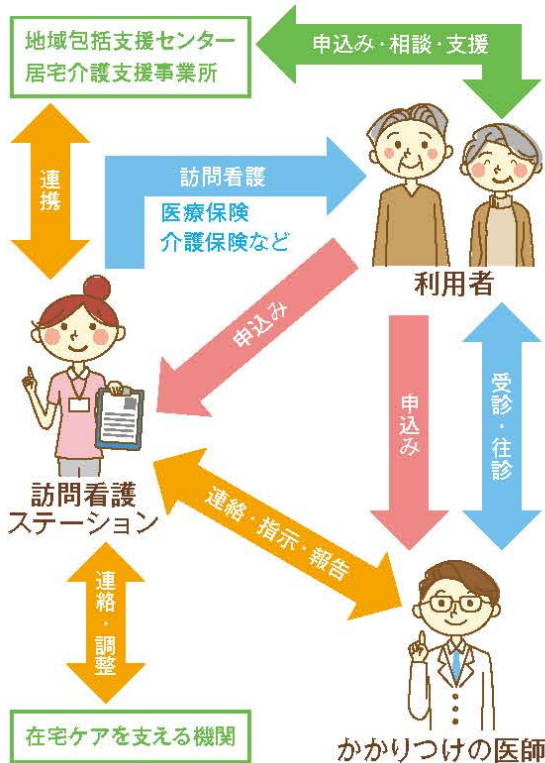 地域包括支援センター
居宅介護支援事業所
申込み・相談・支援
連携
訪問看護
医療保険
介護保険など
利用者
申込み
申込み
受診・往診
訪問看護
ステーション
連絡・指示・報告
連絡・調整
在宅ケアを支える機関
かかりつけの医師